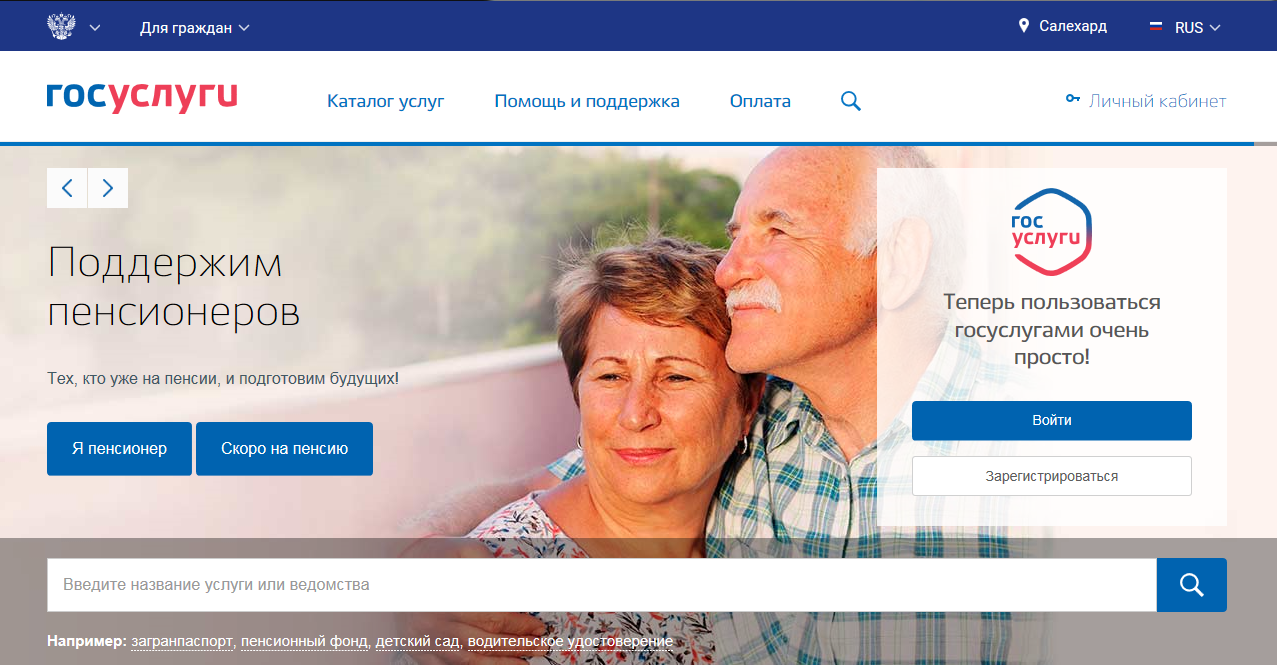 Для граждан
Салехард
RUS
госуслуги
Каталог услуг
Помощь и поддержка
Оплата
Личный кабинет
Поддержим
пенсионеров
Тех, кто уже на пенсии, и подготовим будущих!
Я пенсионер
Скоро на пенсию
гос
услуги
Теперь пользоваться
госуслугами очень
просто!
Войти
Зарегистрироваться
Введите название услуги или ведомства
Например: загранпаспорт, пенсионный фонд, детский сад, водительское удостоверение